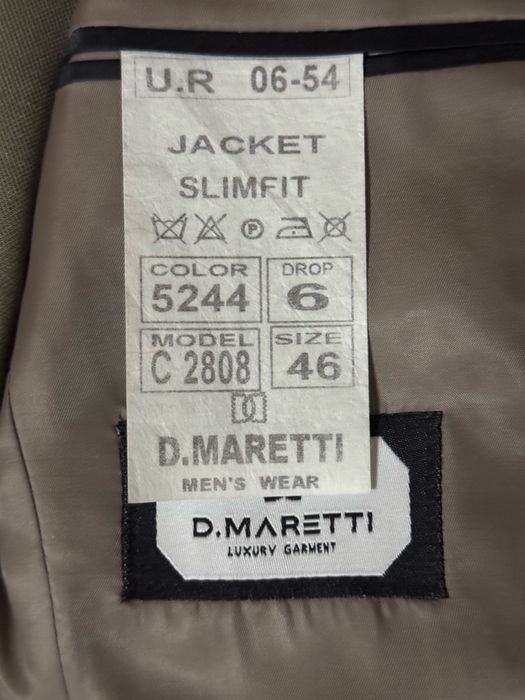 U.R 06-54
JACKET
SLIMFIT
P
COLOR
5244
DROP
6
MODEL
C 2808
SIZE
46
D.MARETTI
MEN'S WEAR
D.MARETTI
LUXURY GARMENT